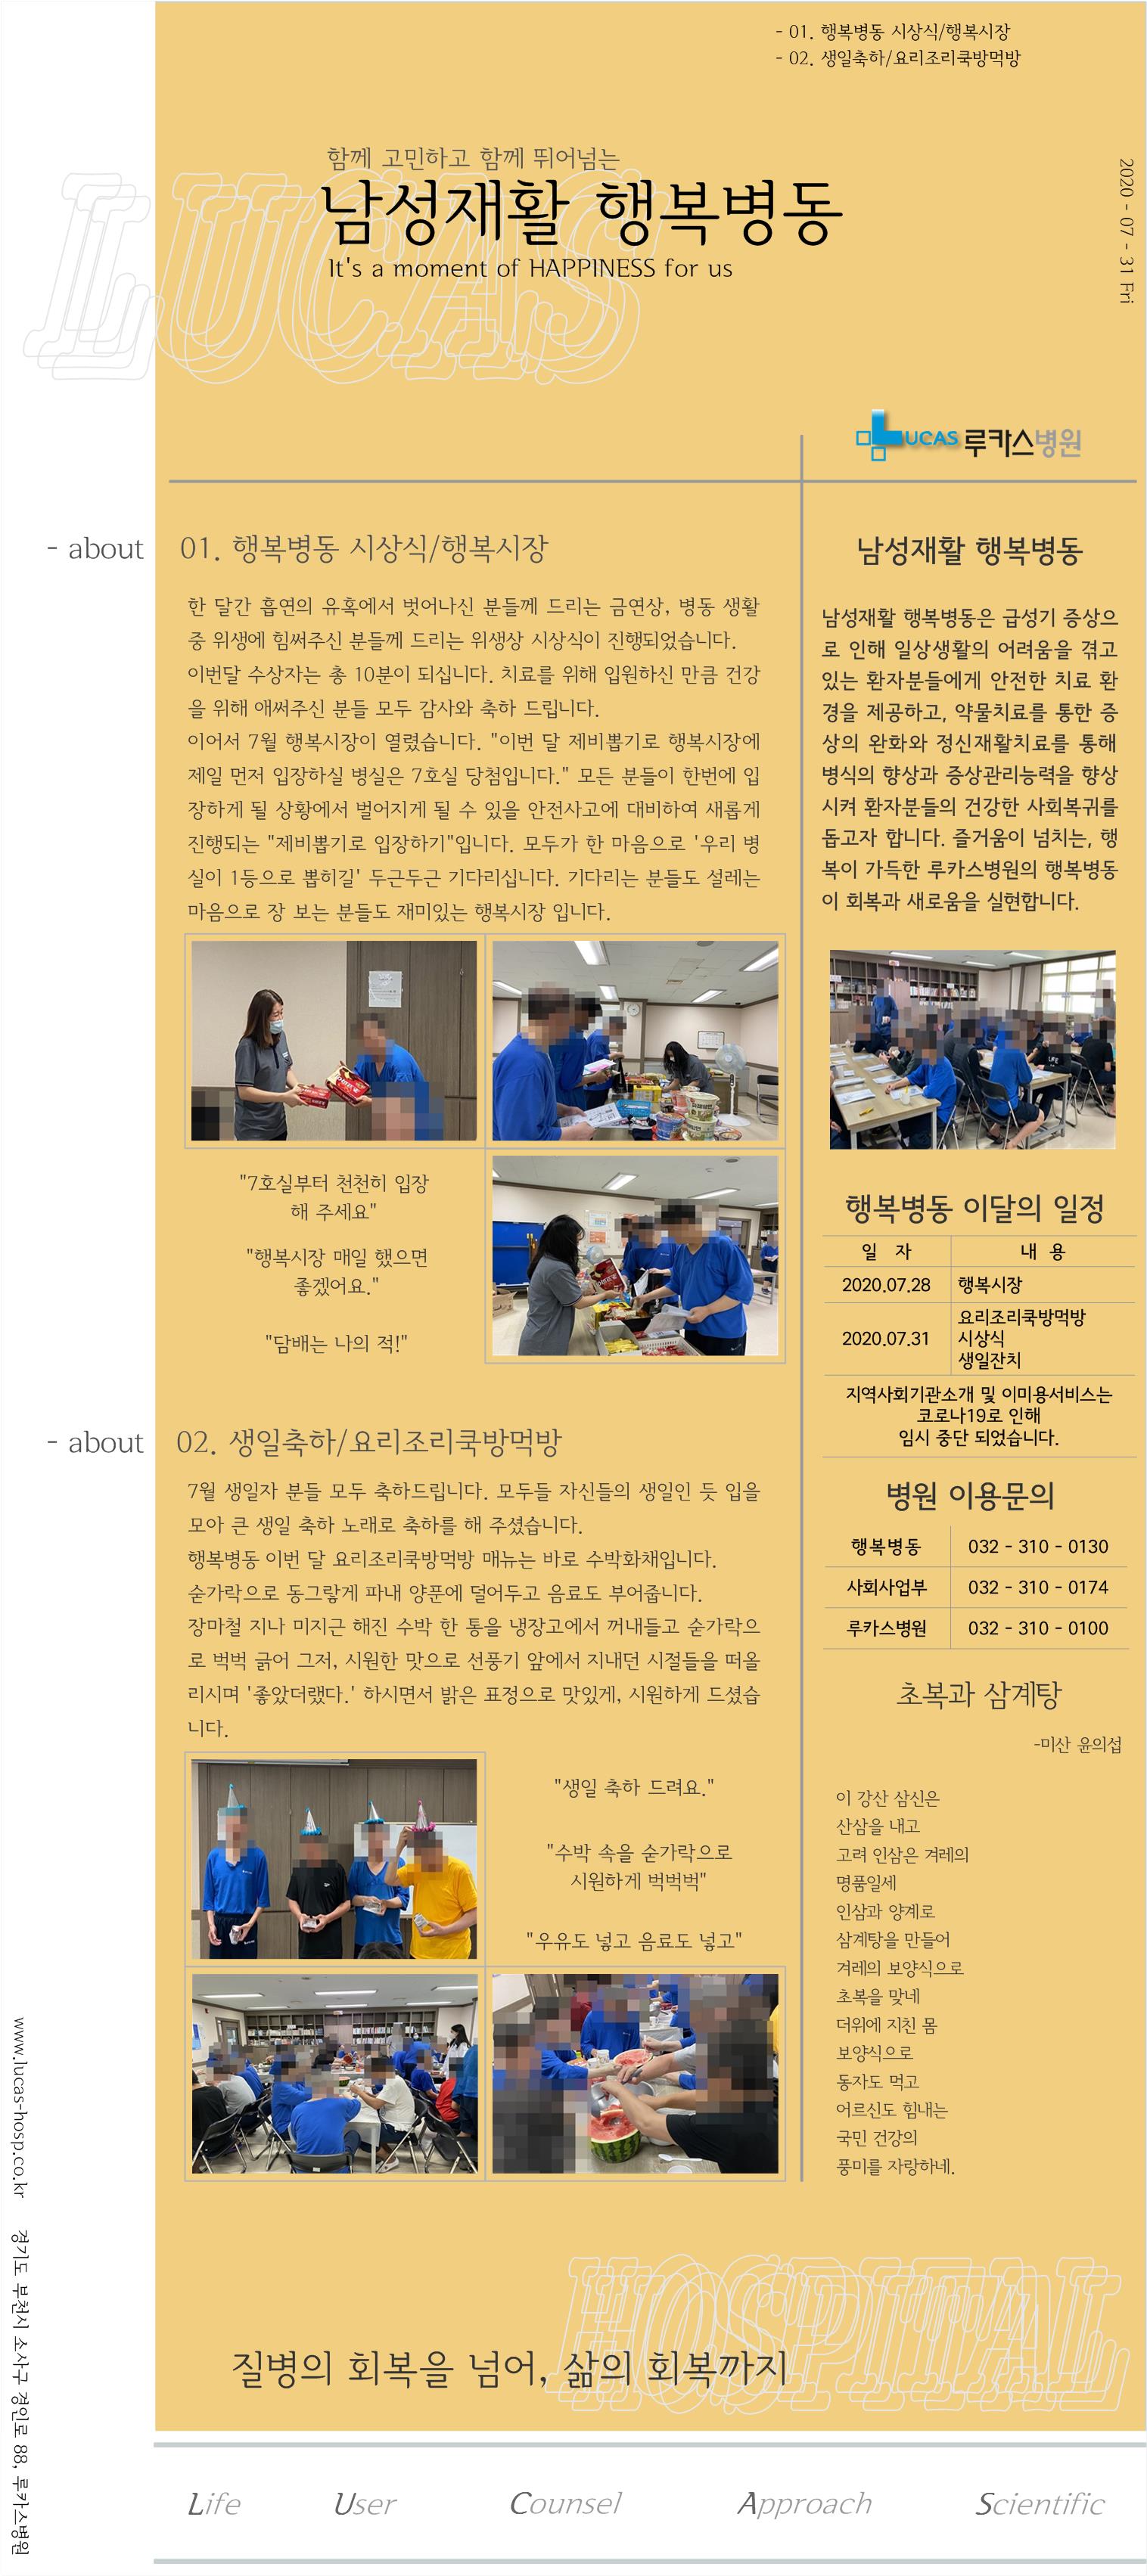 - 01. 행복병동 시상식/행복시장
- 02. 생일축하/요리조리쿡방먹방
2020 - 07 - 31 Fri
함께 고민하고 함께 뛰어넘는
남성재활 행복병동
It's a moment of HAPPINESS for us
LUCAS
LUCAS 루카스병원
- about
01. 행복병동 시상식/행복시장
한 달간 흡연의 유혹에서 벗어나신 분들께 드리는 금연상, 병동 생활
중 위생에 힘써주신 분들께 드리는 위생상 시상식이 진행되었습니다.
이번달 수상자는 총 10분이 되십니다. 치료를 위해 입원하신 만큼 건강
을 위해 애써주신 분들 모두 감사와 축하 드립니다.
이어서 7월 행복시장이 열렸습니다. "이번 달 제비뽑기로 행복시장에
제일 먼저 입장하실 병실은 7호실 당첨입니다." 모든 분들이 한번에 입
장하게 될 상황에서 벌어지게 될 수 있을 안전사고에 대비하여 새롭게
진행되는 "제비뽑기로 입장하기"입니다. 모두가 한 마음으로 '우리 병
실이 1등으로 뽑히길' 두근두근 기다리십니다. 기다리는 분들도 설레는
마음으로 장 보는 분들도 재미있는 행복시장 입니다.
"7호실부터 천천히 입장
해 주세요"
"행복시장 매일 했으면
좋겠어요."
"담배는 나의 적!"
- about
02. 생일축하/요리조리쿡방먹방
7월 생일자 분들 모두 축하드립니다. 모두들 자신들의 생일인 듯 입을
모아 큰 생일 축하 노래로 축하를 해 주셨습니다.
행복병동 이번 달 요리조리쿡방먹방 매뉴는 바로 수박화채입니다.
숟가락으로 동그랗게 파내 양푼에 덜어두고 음료도 부어줍니다.
장마철 지나 미지근 해진 수박 한 통을 냉장고에서 꺼내들고 숟가락으
로 벅벅 긁어 그저, 시원한 맛으로 선풍기 앞에서 지내던 시절들을 떠올
리시며 '좋았더랬다.' 하시면서 밝은 표정으로 맛있게, 시원하게 드셨습
니다.
"생일 축하 드려요."
"수박 속을 숟가락으로
시원하게 벅벅벅"
"우유도 넣고 음료도 넣고"
남성재활 행복병동
남성재활 행복병동은 급성기 증상으
로 인해 일상생활의 어려움을 겪고
있는 환자분들에게 안전한 치료 환
경을 제공하고, 약물치료를 통한 증
상의 완화와 정신재활치료를 통해
병식의 향상과 증상관리능력을 향상
시켜 환자분들의 건강한 사회복귀를
돕고자 합니다. 즐거움이 넘치는, 행
복이 가득한 루카스병원의 행복병동
이 회복과 새로움을 실현합니다.
행복병동 이달의 일정
일 자 내 용
2020.07.28 행복시장
2020.07.31 요리조리쿡방먹방
시상식
생일잔치
지역사회기관소개 및 이미용서비스는
코로나19로 인해
임시 중단 되었습니다.
병원 이용문의
행복병동 032 - 310 - 0130
사회사업부 032 - 310 - 0174
루카스병원 032 - 310 - 0100
초복과 삼계탕
-미산 윤의섭
이 강산 삼신은
산삼을 내고
고려 인삼은 겨레의
명품일세
인삼과 양계로
삼계탕을 만들어
겨레의 보양식으로
초복을 맞네
더위에 지친 몸
보양식으로
동자도 먹고
어르신도 힘내는
국민 건강의
풍미를 자랑하네.
HOSPITAL
질병의 회복을 넘어, 삶의 회복까지
www.lucas-hosp.co.kr 경기도 부천시 소사구 경인로 88, 루카스병원
Life User Counsel Approach Scientific